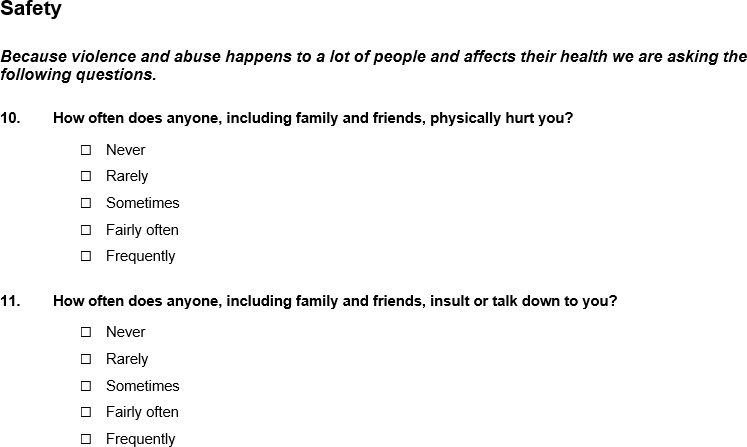 Safety
Because violence and abuse happens to a lot of people and affects their health we are asking the
following questions.
10. How often does anyone, including family and friends, physically hurt you?
☐ Never
☐ Rarely
☐ Sometimes
☐ Fairly often
☐ Frequently
11. How often does anyone, including family and friends, insult or talk down to you?
☐ Never
☐ Rarely
☐ Sometimes
☐ Fairly often
☐ Frequently